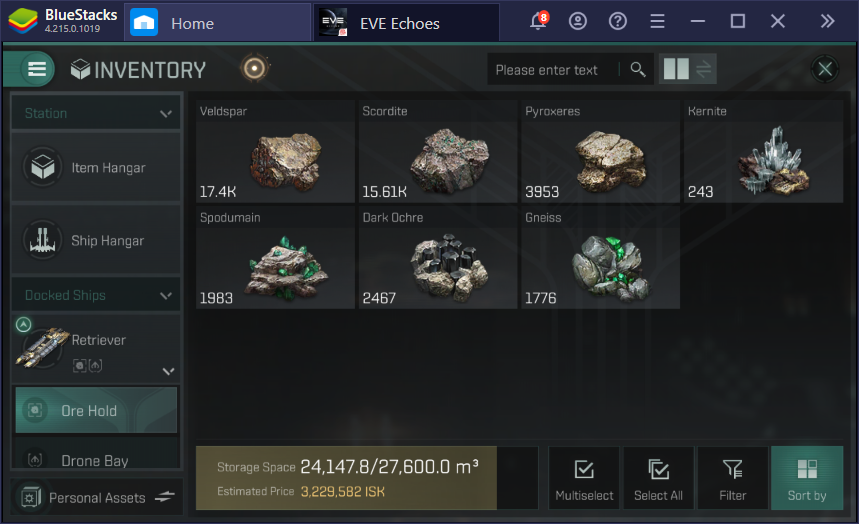 BlueStacks
4.215.0.1019
Home
EVE
EVE Echoes
8
INVENTORY
Please enter text
Station
Item Hangar
Ship Hangar
Docked Ships
Retriever
Ore Hold
Drone Bay
Personal Assets
Veldspar
17.4K
Scordite
15.61K
Pyroxeres
3953
Kernite
243
Spodumain
1983
Dark Ochre
2467
Gneiss
1776
Storage Space 24,147.8/27,600.0 m³
Estimated Price 3,229,582 ISK
Multiselect
Select All
Filter
Sort by